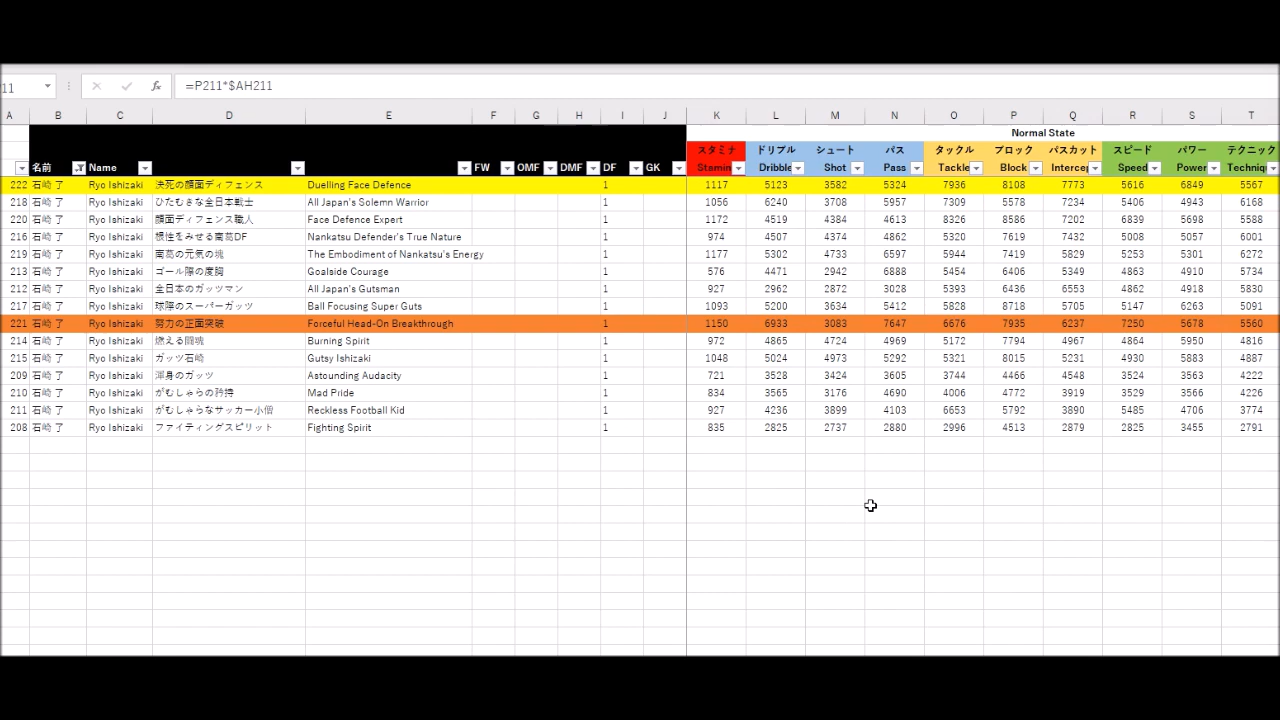 11 fx =P211*$AH211
A B C D E F G H I J K L M N O P Q R S T
Normal State
スタミナ ドリブル シュート パス タックル ブロック パスカット スピード パワー テクニック
名前 Name FW OMF DMF DF GK Stamin Dribble Shot Pass Tackle Block Intercep Speed Power Techniqu
222 石崎 了 Ryo Ishizaki 決死の顔面ディフェンス Duelling Face Defence 1 1117 5123 3582 5324 7936 8108 7773 5616 6849 5567
218 石崎 了 Ryo Ishizaki ひたむきな全日本戦士 All Japan's Solemn Warrior 1 1056 6240 3708 5957 7309 5578 7234 5406 4943 6168
220 石崎 了 Ryo Ishizaki 顔面ディフェンス職人 Face Defence Expert 1 1172 4519 4384 4613 8326 8586 7202 6839 5698 5588
216 石崎 了 Ryo Ishizaki 根性をみせる南葛DF Nankatsu Defender's True Nature 1 974 4507 4374 4862 5320 7619 7432 5008 5057 6001
219 石崎 了 Ryo Ishizaki 南葛の元気の塊 The Embodiment of Nankatsu's Energy 1 1177 5302 4733 6597 5944 7419 5829 5253 5301 6272
213 石崎 了 Ryo Ishizaki ゴール際の度胸 Goalside Courage 1 576 4471 2942 6888 5454 6406 5349 4863 4910 5734
212 石崎 了 Ryo Ishizaki 全日本のガッツマン All Japan's Gutsman 1 927 2962 2872 3028 5393 6436 6553 4862 4918 5830
217 石崎 了 Ryo Ishizaki 球際のスーパーガッツ Ball Focusing Super Guts 1 1093 5200 3634 5412 5828 8718 5705 5147 6263 5091
221 石崎 了 Ryo Ishizaki 努力の正面突破 Forceful Head-On Breakthrough 1 1150 6933 3083 7647 6676 7935 6237 7250 5678 5560
214 石崎 了 Ryo Ishizaki 燃える闘魂 Burning Spirit 1 972 4865 4724 4969 5172 7794 4967 4864 5950 4816
215 石崎 了 Ryo Ishizaki ガッツ石崎 Gutsy Ishizaki 1 1048 5024 4973 5292 5321 8015 5231 4930 5883 4887
209 石崎 了 Ryo Ishizaki 渾身のガッツ Astounding Audacity 1 721 3528 3424 3605 3744 4466 4548 3524 3563 4222
210 石崎 了 Ryo Ishizaki がむしゃらの矜持 Mad Pride 1 834 3565 3176 4690 4006 4772 3919 3529 3566 4226
211 石崎 了 Ryo Ishizaki がむしゃらなサッカー小僧 Reckless Football Kid 1 927 4236 3899 4103 6653 5792 3890 5485 4706 3774
208 石崎 了 Ryo Ishizaki ファイティングスピリット Fighting Spirit 1 835 2825 2737 2880 2996 4513 2879 2825 3455 2791